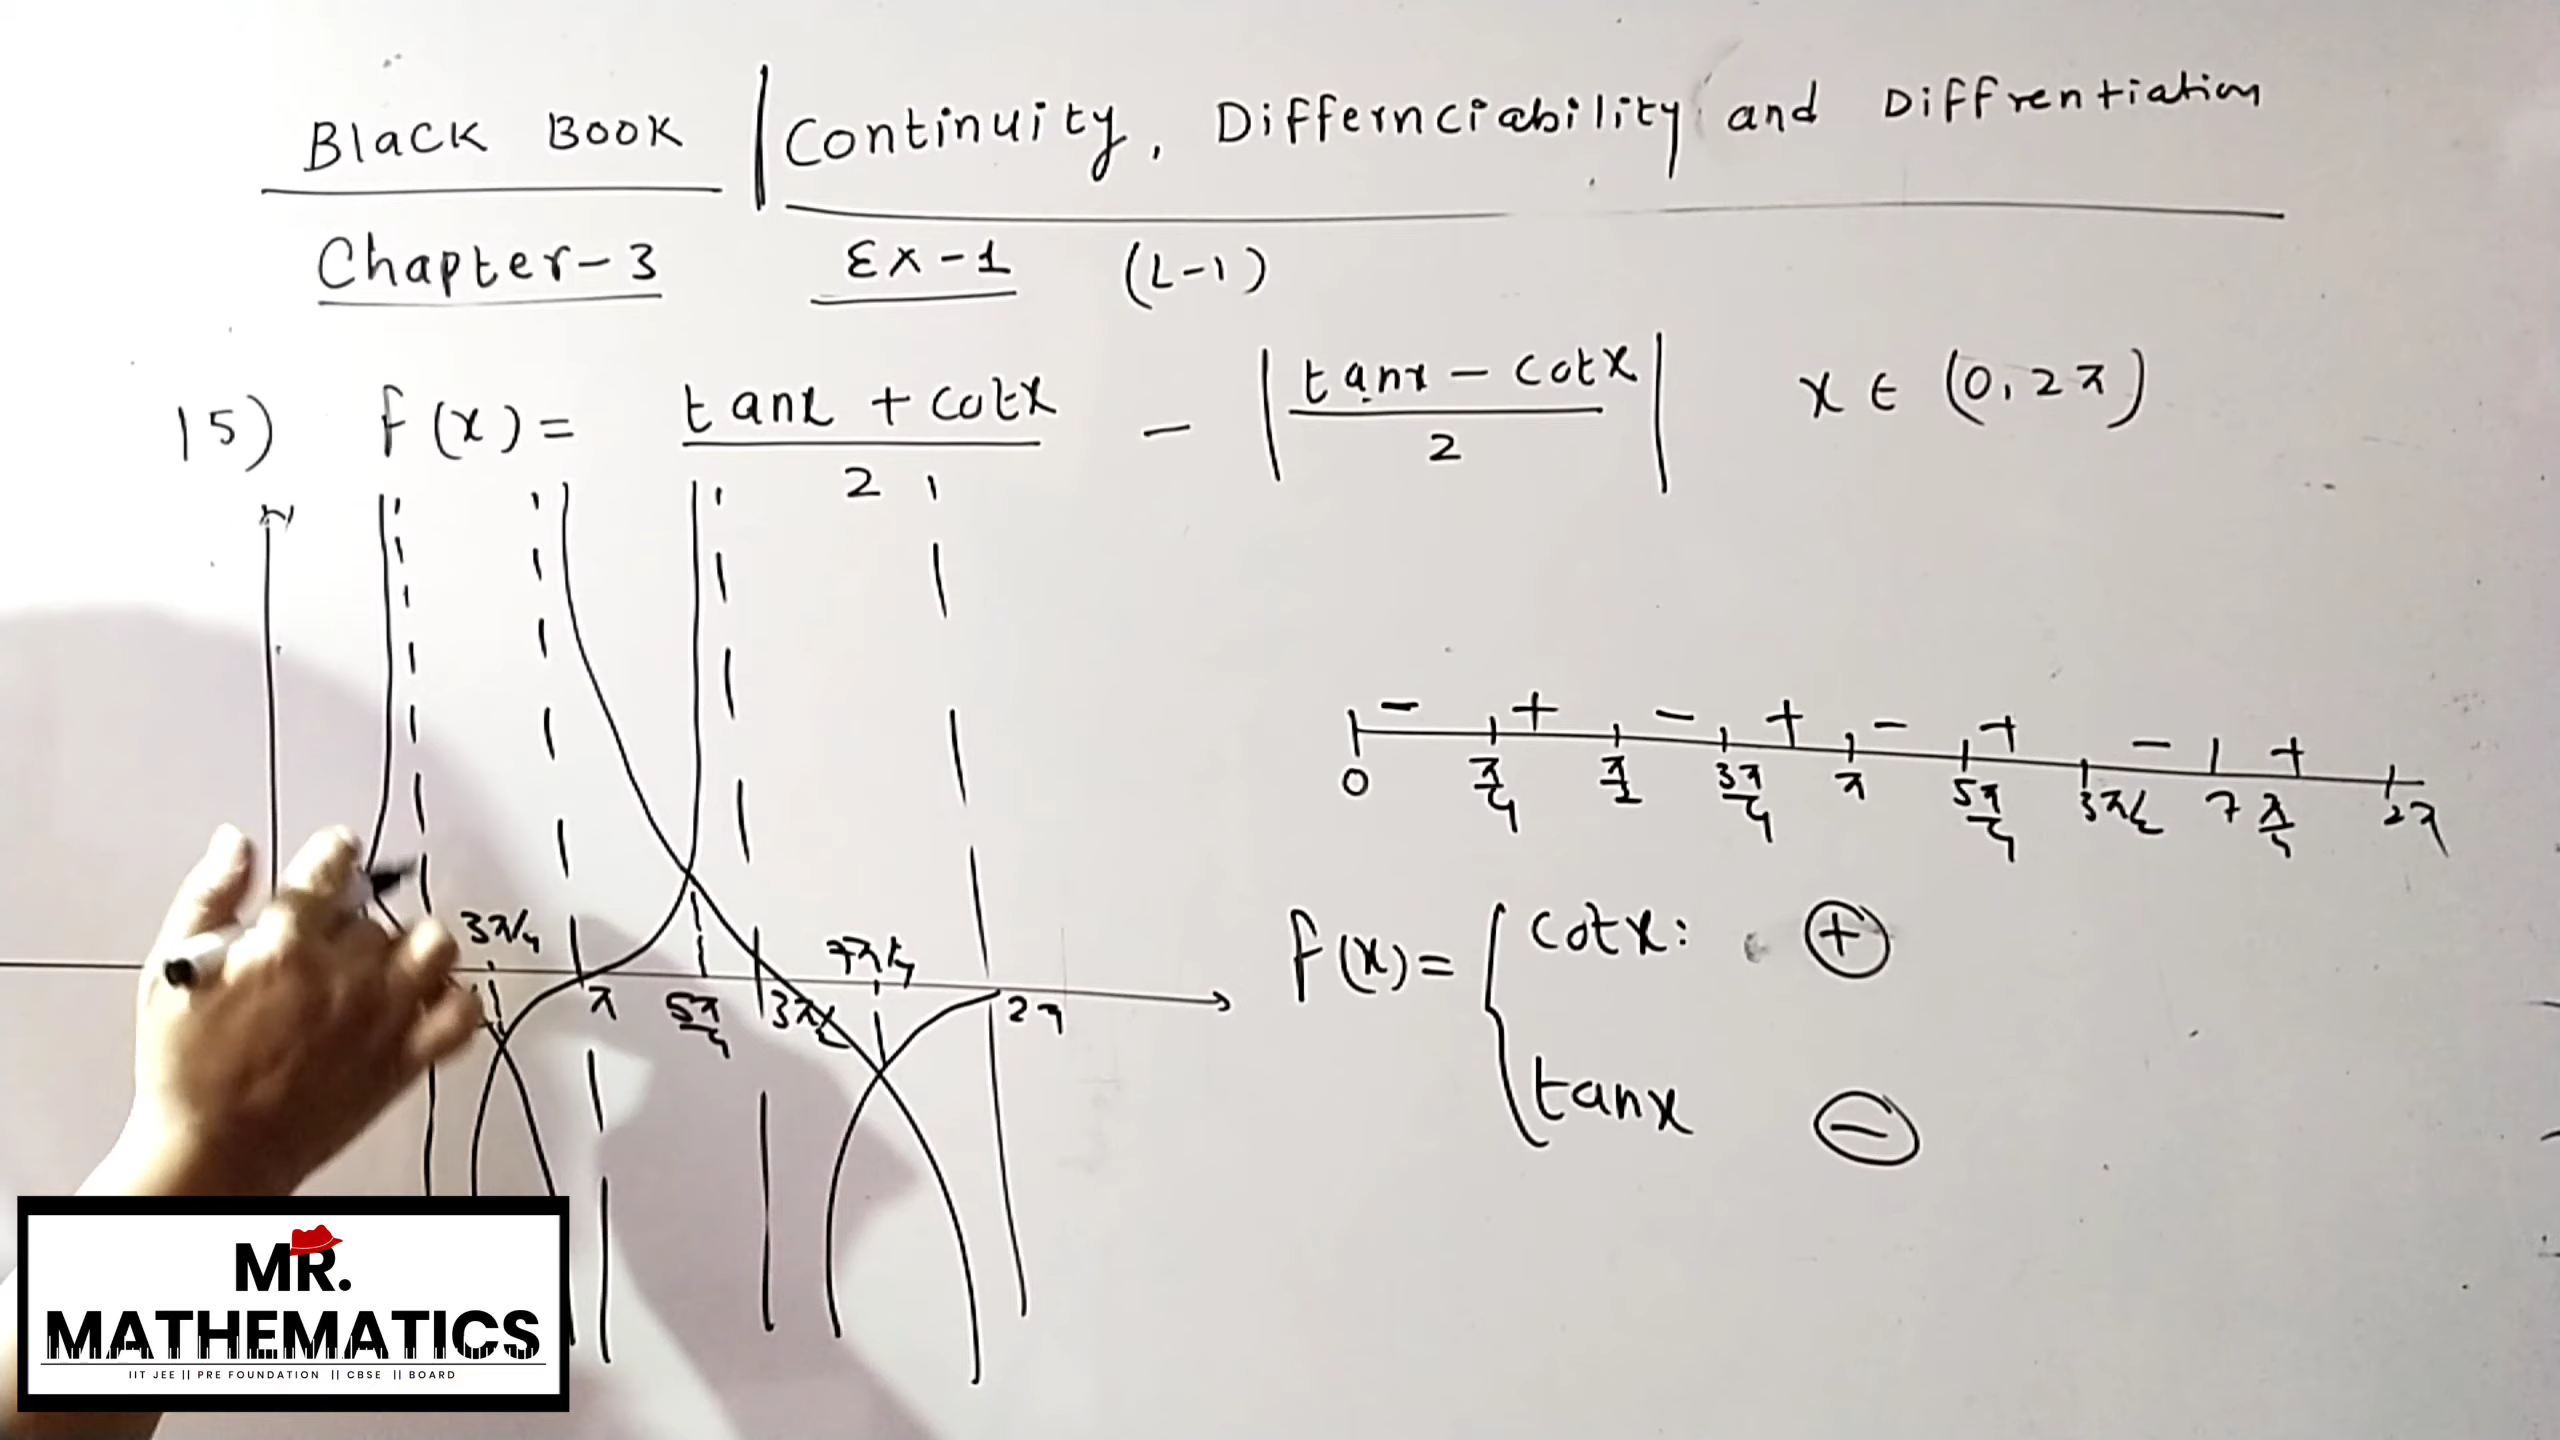 Black Book | Continuity, Differnciability and Diffrentiation
Chapter-3 Ex-1 (L-1)
15) f(x) = tanx + cotx / 2 - | tanx - cotx / 2 | x ∈ (0, 2π)
- + - + - + - +
0 π/4 π/2 3π/4 π 5π/4 3π/2 7π/4 2π
3π/4 7π/4
π 5π/4 3π/2 2π
f(x) = { cotx: +
tanx -
MR.
MATHEMATICS
IIT JEE || PRE FOUNDATION || CBSE || BOARD